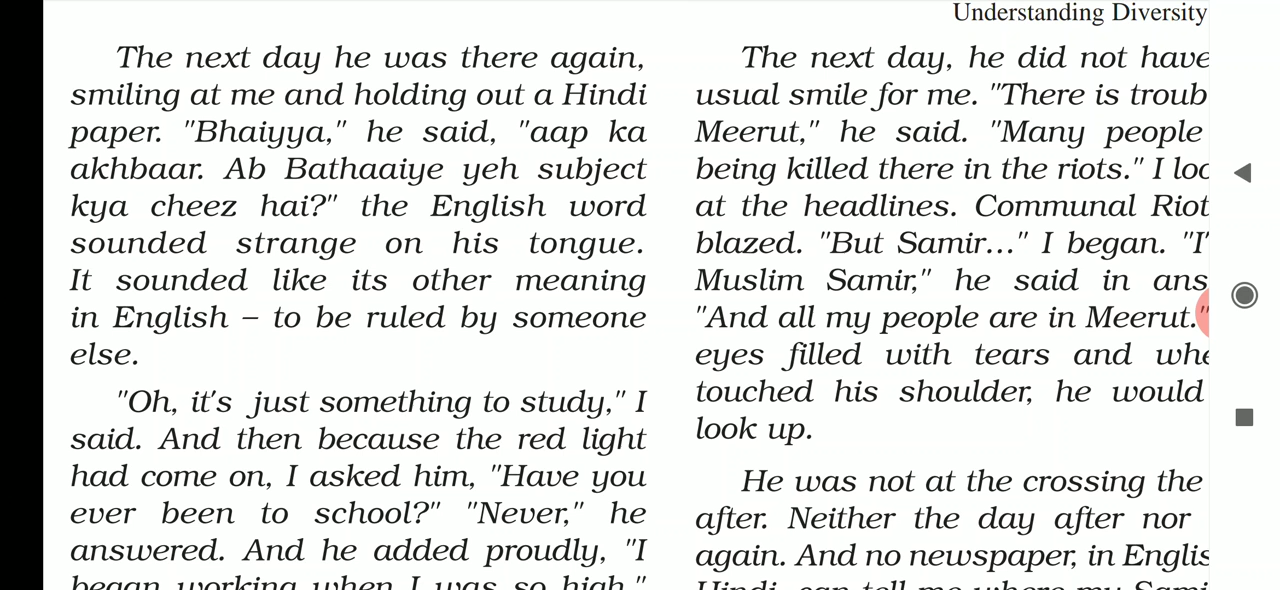 Understanding Diversity
The next day he was there again,
smiling at me and holding out a Hindi
paper. "Bhaiyya," he said, "aap ka
akhbaar. Ab Bathaaiye yeh subject
kya cheez hai?" the English word
sounded strange on his tongue.
It sounded like its other meaning
in English – to be ruled by someone
else.
"Oh, it's just something to study," I
said. And then because the red light
had come on, I asked him, "Have you
ever been to school?" "Never," he
answered. And he added proudly, "I
began working when I was so high."
The next day, he did not have
usual smile for me. "There is
Meerut," he said. "Many people
being killed there in the riots." I
at the headlines. Communal
blazed. "But Samir..." I began.
Muslim Samir," he said in
"And all my people are in Meerut."
eyes filled with tears and
touched his shoulder, he would
look up.
He was not at the crossing the
after. Neither the day after nor
again. And no newspaper, in
Hindi, can tell me where my